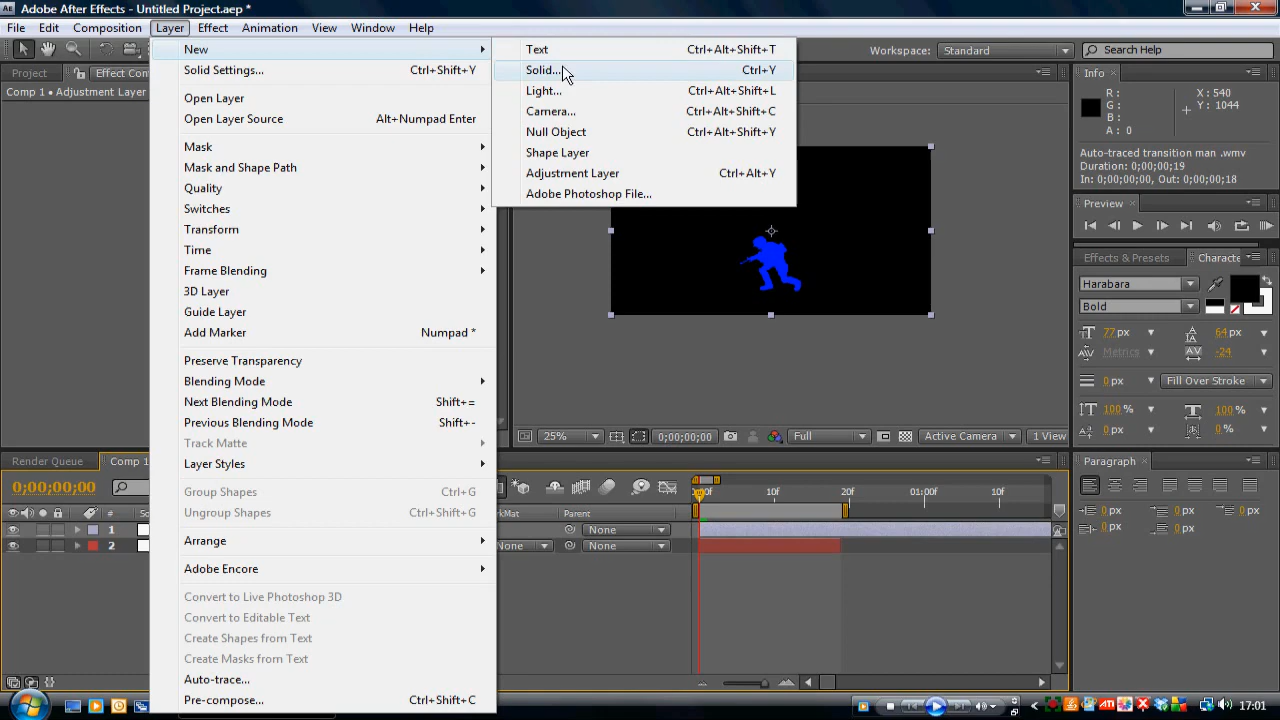 Adobe After Effects - Untitled Project.aep *
File Edit Composition Layer Effect Animation View Window Help
Workspace: Standard Search Help
Project Effect Cont
Comp 1 • Adjustment Layer
New
Solid Settings... Ctrl+Shift+Y
Open Layer
Open Layer Source Alt+Numpad Enter
Mask
Mask and Shape Path
Quality
Switches
Transform
Time
Frame Blending
3D Layer
Guide Layer
Add Marker Numpad *
Preserve Transparency
Blending Mode
Next Blending Mode Shift+=
Previous Blending Mode Shift+-
Track Matte
Layer Styles
Group Shapes Ctrl+G
Ungroup Shapes Ctrl+Shift+G
Arrange
Adobe Encore
Convert to Live Photoshop 3D
Convert to Editable Text
Create Shapes from Text
Create Masks from Text
Auto-trace...
Pre-compose... Ctrl+Shift+C
Text Ctrl+Alt+Shift+T
Solid... Ctrl+Y
Light... Ctrl+Alt+Shift+L
Camera... Ctrl+Alt+Shift+C
Null Object Ctrl+Alt+Shift+Y
Shape Layer
Adjustment Layer Ctrl+Alt+Y
Adobe Photoshop File...
25% 0;00;00;00 Full Active Camera 1 View
Info
R : X : 540
G : Y : 1044
B :
A : 0
Auto-traced transition man .wmv
Duration: 0;00;00;19
In: 0;00;00;00, Out: 0;00;00;18
Preview
Effects & Presets Characte
Harabara
Bold
77 px 64 px
Metrics -24
0 px Fill Over Stroke
100 % 100 %
0 px 0 %
Paragraph
0 px 0 px 0 px
0 px 0 px
Render Queue Comp 1
0;00;00;00
# So
1
2
kMat Parent
None
None None
00f 10f 20f 01:00f 10f
17:01